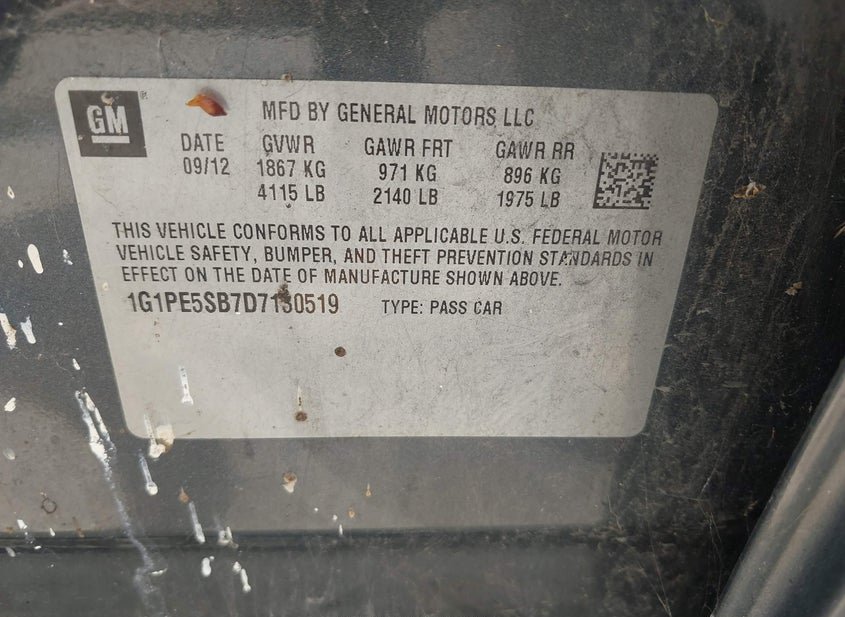 GM
MFD BY GENERAL MOTORS LLC
DATE GVWR GAWR FRT GAWR RR
09/12 1867 KG 971 KG 896 KG
4115 LB 2140 LB 1975 LB
THIS VEHICLE CONFORMS TO ALL APPLICABLE U.S. FEDERAL MOTOR
VEHICLE SAFETY, BUMPER, AND THEFT PREVENTION STANDARDS IN
EFFECT ON THE DATE OF MANUFACTURE SHOWN ABOVE.
1G1PE5SB7D7130519 TYPE: PASS CAR